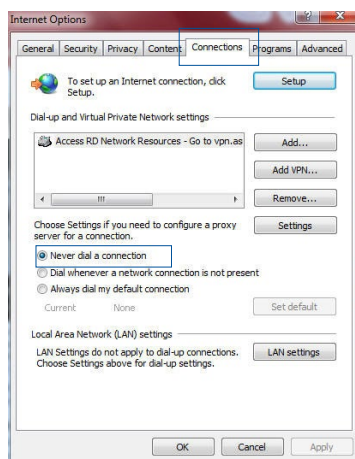 Internet Options
General Security Privacy Content Connections Programs Advanced
To set up an Internet connection, click
Setup.
Setup
Dial-up and Virtual Private Network settings
Access RD Network Resources - Go to vpn.as
Add...
Add VPN...
Remove...
Choose Settings if you need to configure a proxy
server for a connection.
Settings
Never dial a connection
Dial whenever a network connection is not present
Always dial my default connection
Current None
Set default
Local Area Network (LAN) settings
LAN Settings do not apply to dial-up connections.
Choose Settings above for dial-up settings.
LAN settings
OK Cancel Apply